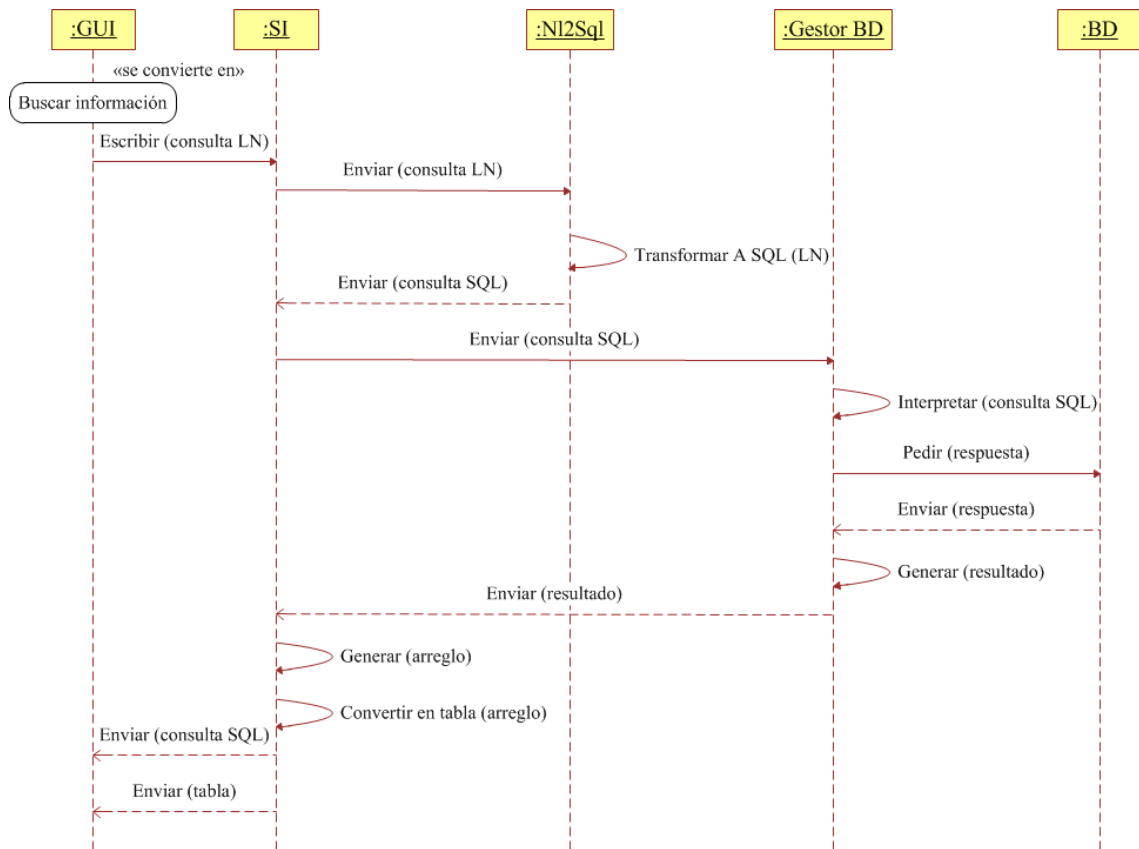 :GUI
:SI
:Nl2Sql
:Gestor BD
:BD
«se convierte en»
Buscar información
Escribir (consulta LN)
Enviar (consulta LN)
Transformar A SQL (LN)
Enviar (consulta SQL)
Enviar (consulta SQL)
Interpretar (consulta SQL)
Pedir (respuesta)
Enviar (respuesta)
Generar (resultado)
Enviar (resultado)
Generar (arreglo)
Convertir en tabla (arreglo)
Enviar (consulta SQL)
Enviar (tabla)